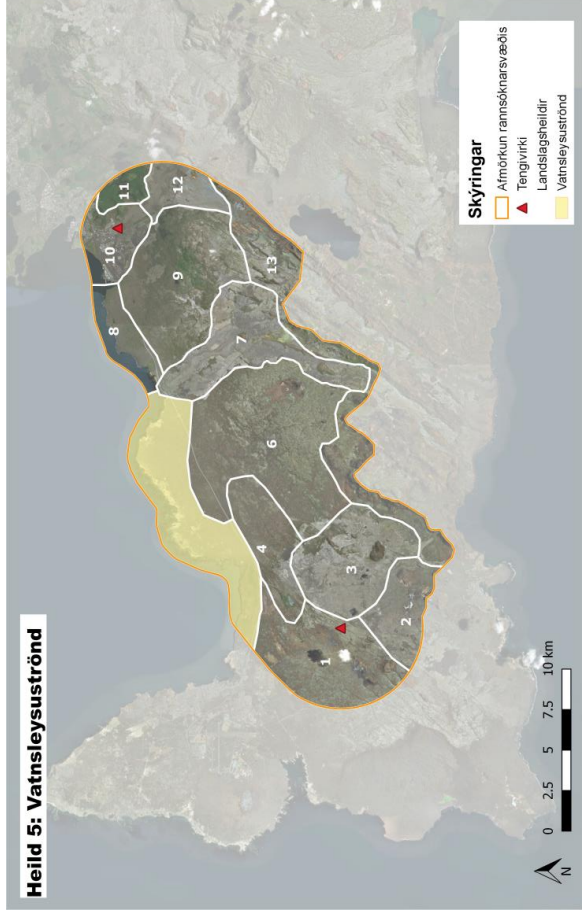 Heild 5: Vatnsleysuströnd
11
12
10
13
9
8
7
6
4
3
2
1
Skýringar
Afmörkun rannsóknarsvæðis
Tengivirki
Landslagsheildir
Vatnsleysuströnd
N
0 2.5 5 7.5 10 km